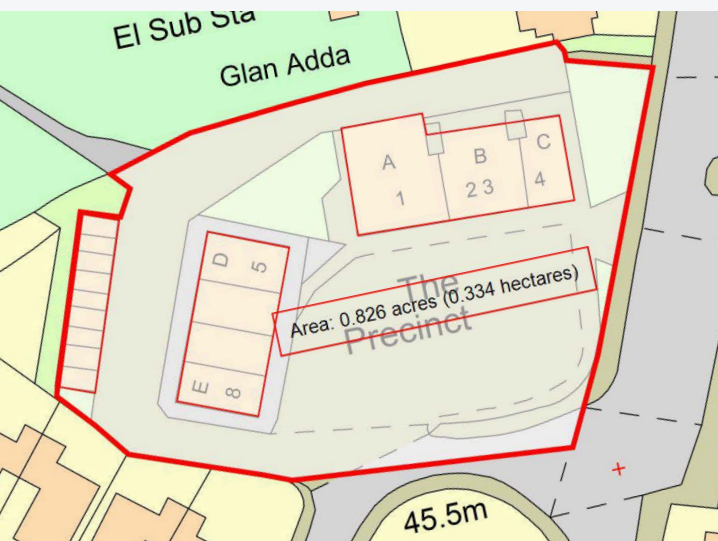 El Sub Sta
Glan Adda
A
B
C
1
2 3
4
D
5
The
Area: 0.826 acres (0.334 hectares)
Precinct
E
8
45.5m